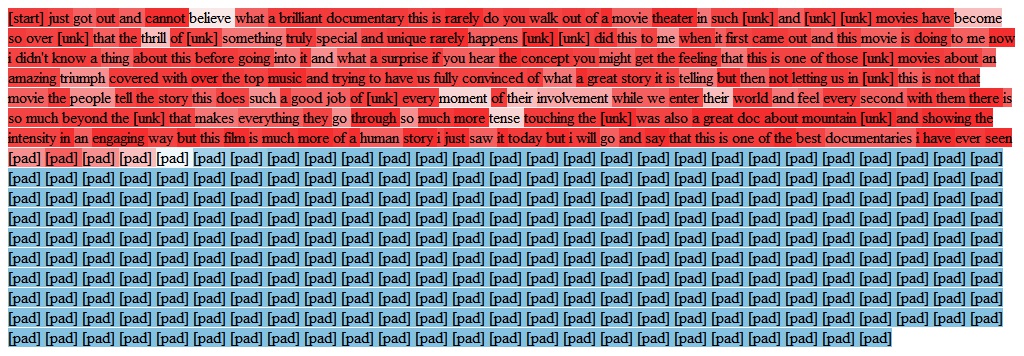 [start] just got out and cannot believe what a brilliant documentary this is rarely do you walk out of a movie theater in such [unk] and [unk] [unk] movies have become
so over [unk] that the thrill of [unk] something truly special and unique rarely happens [unk] [unk] did this to me when it first came out and this movie is doing to me now
i didn't know a thing about this before going into it and what a surprise if you hear the concept you might get the feeling that this is one of those [unk] movies about an
amazing triumph covered with over the top music and trying to have us fully convinced of what a great story it is telling but then not letting us in [unk] this is not that
movie the people tell the story this does such a good job of [unk] every moment of their involvement while we enter their world and feel every second with them there is
so much beyond the [unk] that makes everything they go through so much more tense touching the [unk] was also a great doc about mountain [unk] and showing the
intensity in an engaging way but this film is much more of a human story i just saw it today but i will go and say that this is one of the best documentaries i have ever seen
[pad] [pad] [pad] [pad] [pad] [pad] [pad] [pad] [pad] [pad] [pad] [pad] [pad] [pad] [pad] [pad] [pad] [pad] [pad] [pad] [pad] [pad] [pad] [pad] [pad] [pad] [pad]
[pad] [pad] [pad] [pad] [pad] [pad] [pad] [pad] [pad] [pad] [pad] [pad] [pad] [pad] [pad] [pad] [pad] [pad] [pad] [pad] [pad] [pad] [pad] [pad] [pad] [pad] [pad]
[pad] [pad] [pad] [pad] [pad] [pad] [pad] [pad] [pad] [pad] [pad] [pad] [pad] [pad] [pad] [pad] [pad] [pad] [pad] [pad] [pad] [pad] [pad] [pad] [pad] [pad] [pad]
[pad] [pad] [pad] [pad] [pad] [pad] [pad] [pad] [pad] [pad] [pad] [pad] [pad] [pad] [pad] [pad] [pad] [pad] [pad] [pad] [pad] [pad] [pad] [pad] [pad] [pad] [pad]
[pad] [pad] [pad] [pad] [pad] [pad] [pad] [pad] [pad] [pad] [pad] [pad] [pad] [pad] [pad] [pad] [pad] [pad] [pad] [pad] [pad] [pad] [pad] [pad] [pad] [pad] [pad]
[pad] [pad] [pad] [pad] [pad] [pad] [pad] [pad] [pad] [pad] [pad] [pad] [pad] [pad] [pad] [pad] [pad] [pad] [pad] [pad] [pad] [pad] [pad] [pad] [pad] [pad] [pad]
[pad] [pad] [pad] [pad] [pad] [pad] [pad] [pad] [pad] [pad] [pad] [pad] [pad] [pad] [pad] [pad] [pad] [pad] [pad] [pad] [pad] [pad] [pad] [pad] [pad] [pad] [pad]
[pad] [pad] [pad] [pad] [pad] [pad] [pad] [pad] [pad] [pad] [pad] [pad] [pad] [pad] [pad] [pad] [pad] [pad] [pad] [pad] [pad] [pad] [pad] [pad] [pad] [pad] [pad]
[pad] [pad] [pad] [pad] [pad] [pad] [pad] [pad] [pad] [pad] [pad] [pad] [pad] [pad] [pad] [pad] [pad] [pad] [pad] [pad] [pad] [pad] [pad] [pad] [pad] [pad] [pad]
[pad] [pad] [pad] [pad] [pad] [pad] [pad] [pad] [pad] [pad] [pad] [pad] [pad] [pad] [pad] [pad] [pad] [pad] [pad] [pad] [pad] [pad] [pad] [pad]